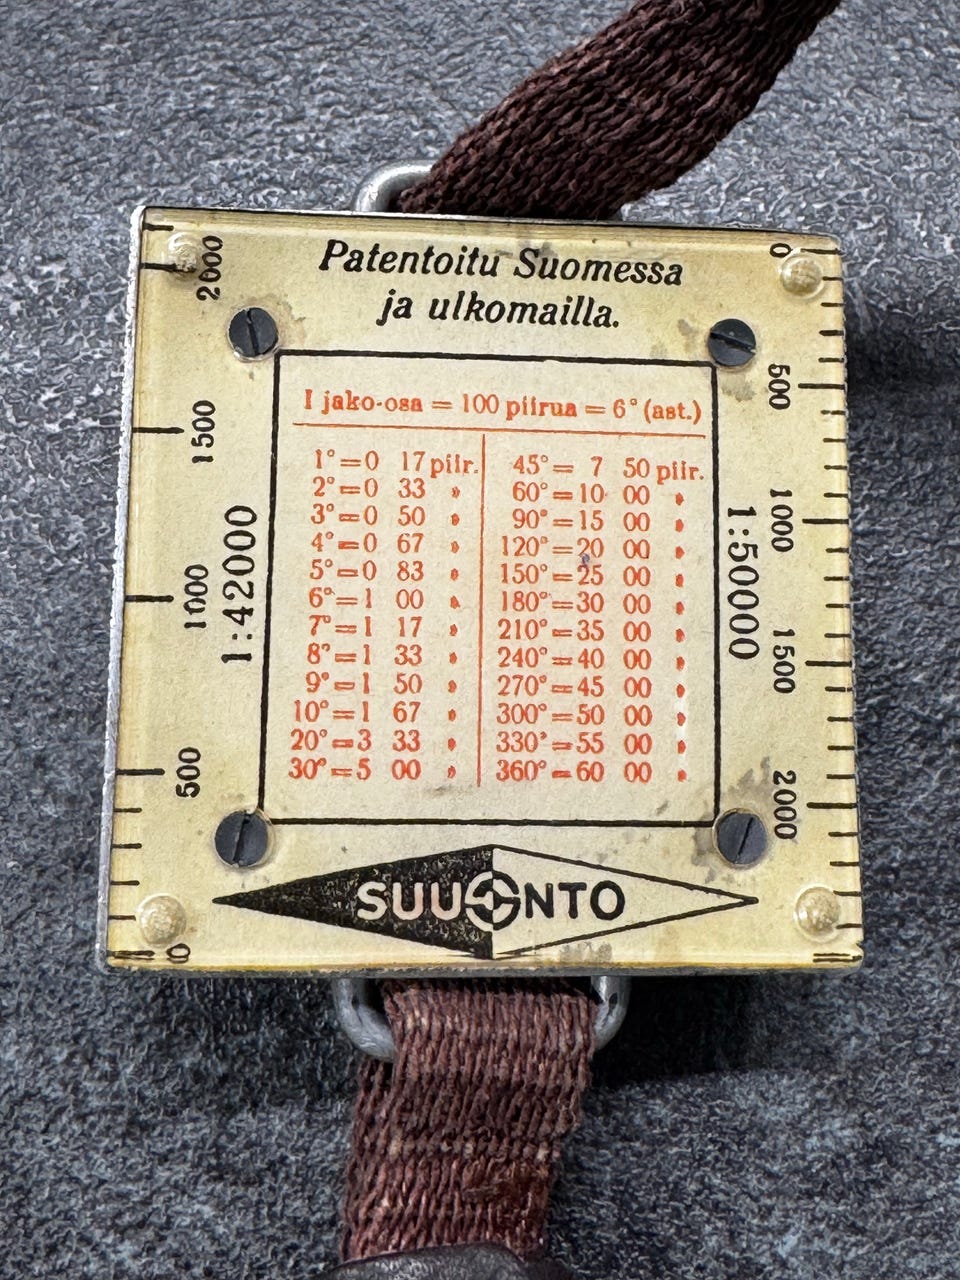 Patentoitu Suomessa
ja ulkomailla.
I jako-osa = 100 piirua = 6° (ast.)
1°=0 17 piir.
2°=0 33 "
3°=0 50 "
4°=0 67 "
5°=0 83 "
6°=1 00 "
7°=1 17 "
8°=1 33 "
9°=1 50 "
10°=1 67 "
20°=3 33 "
30°=5 00 "
45°= 7 50 piir.
60°=10 00 "
90°=15 00 "
120°=20 00 "
150°=25 00 "
180°=30 00 "
210°=35 00 "
240°=40 00 "
270°=45 00 "
300°=50 00 "
330°=55 00 "
360°=60 00 "
0 500 1000 1500 2000
1:42000
0 500 1000 1500 2000
1:50000
SUUNTO